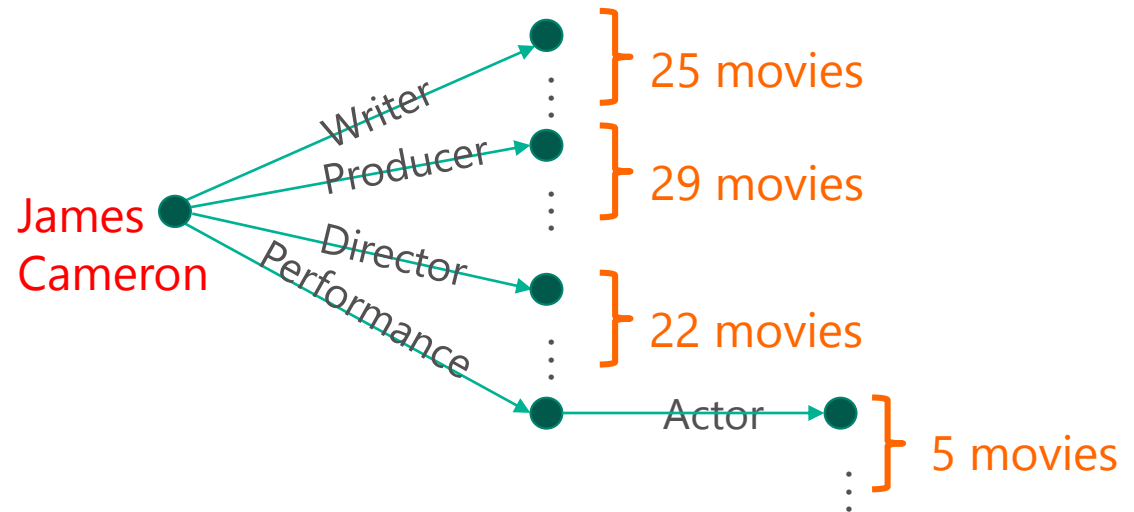 25 movies
Writer
Producer
29 movies
James
Cameron
Director
Performance
22 movies
Actor
5 movies